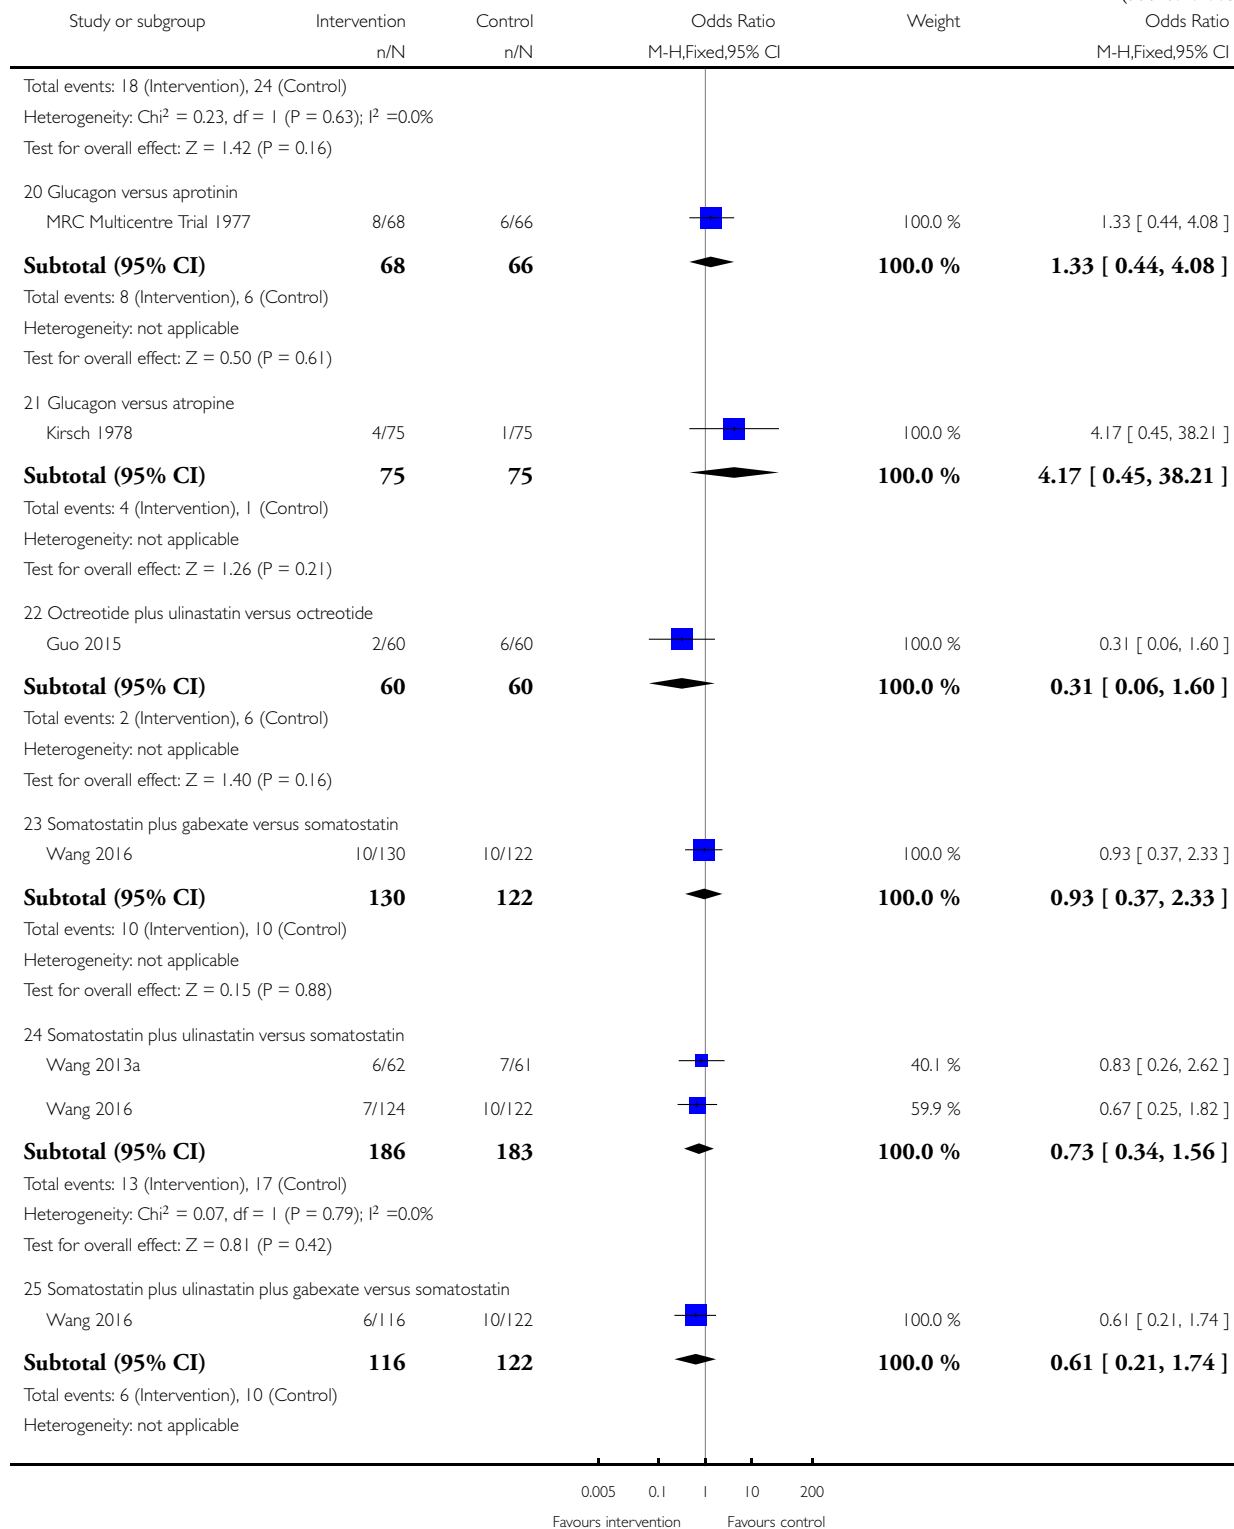 Study or subgroup Intervention Control Odds Ratio Weight Odds Ratio
n/N n/N M-H,Fixed,95% CI M-H,Fixed,95% CI
Total events: 18 (Intervention), 24 (Control)
Heterogeneity: Chi² = 0.23, df = 1 (P = 0.63); I² =0.0%
Test for overall effect: Z = 1.42 (P = 0.16)
20 Glucagon versus aprotinin
MRC Multicentre Trial 1977 8/68 6/66 100.0 % 1.33 [ 0.44, 4.08 ]
Subtotal (95% CI) 68 66 100.0 % 1.33 [ 0.44, 4.08 ]
Total events: 8 (Intervention), 6 (Control)
Heterogeneity: not applicable
Test for overall effect: Z = 0.50 (P = 0.61)
21 Glucagon versus atropine
Kirsch 1978 4/75 1/75 100.0 % 4.17 [ 0.45, 38.21 ]
Subtotal (95% CI) 75 75 100.0 % 4.17 [ 0.45, 38.21 ]
Total events: 4 (Intervention), 1 (Control)
Heterogeneity: not applicable
Test for overall effect: Z = 1.26 (P = 0.21)
22 Octreotide plus ulinastatin versus octreotide
Guo 2015 2/60 6/60 100.0 % 0.31 [ 0.06, 1.60 ]
Subtotal (95% CI) 60 60 100.0 % 0.31 [ 0.06, 1.60 ]
Total events: 2 (Intervention), 6 (Control)
Heterogeneity: not applicable
Test for overall effect: Z = 1.40 (P = 0.16)
23 Somatostatin plus gabexate versus somatostatin
Wang 2016 10/130 10/122 100.0 % 0.93 [ 0.37, 2.33 ]
Subtotal (95% CI) 130 122 100.0 % 0.93 [ 0.37, 2.33 ]
Total events: 10 (Intervention), 10 (Control)
Heterogeneity: not applicable
Test for overall effect: Z = 0.15 (P = 0.88)
24 Somatostatin plus ulinastatin versus somatostatin
Wang 2013a 6/62 7/61 40.1 % 0.83 [ 0.26, 2.62 ]
Wang 2016 7/124 10/122 59.9 % 0.67 [ 0.25, 1.82 ]
Subtotal (95% CI) 186 183 100.0 % 0.73 [ 0.34, 1.56 ]
Total events: 13 (Intervention), 17 (Control)
Heterogeneity: Chi² = 0.07, df = 1 (P = 0.79); I² =0.0%
Test for overall effect: Z = 0.81 (P = 0.42)
25 Somatostatin plus ulinastatin plus gabexate versus somatostatin
Wang 2016 6/116 10/122 100.0 % 0.61 [ 0.21, 1.74 ]
Subtotal (95% CI) 116 122 100.0 % 0.61 [ 0.21, 1.74 ]
Total events: 6 (Intervention), 10 (Control)
Heterogeneity: not applicable
0.005 0.1 1 10 200
Favours intervention Favours control